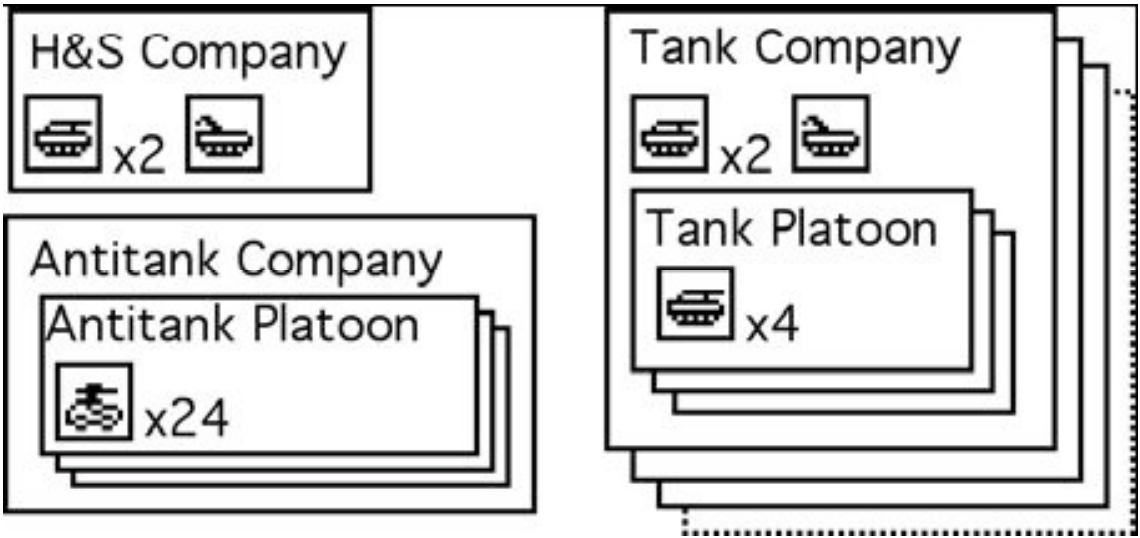 H&S Company
x2
Antitank Company
Antitank Platoon
x24
Tank Company
x2
Tank Platoon
x4